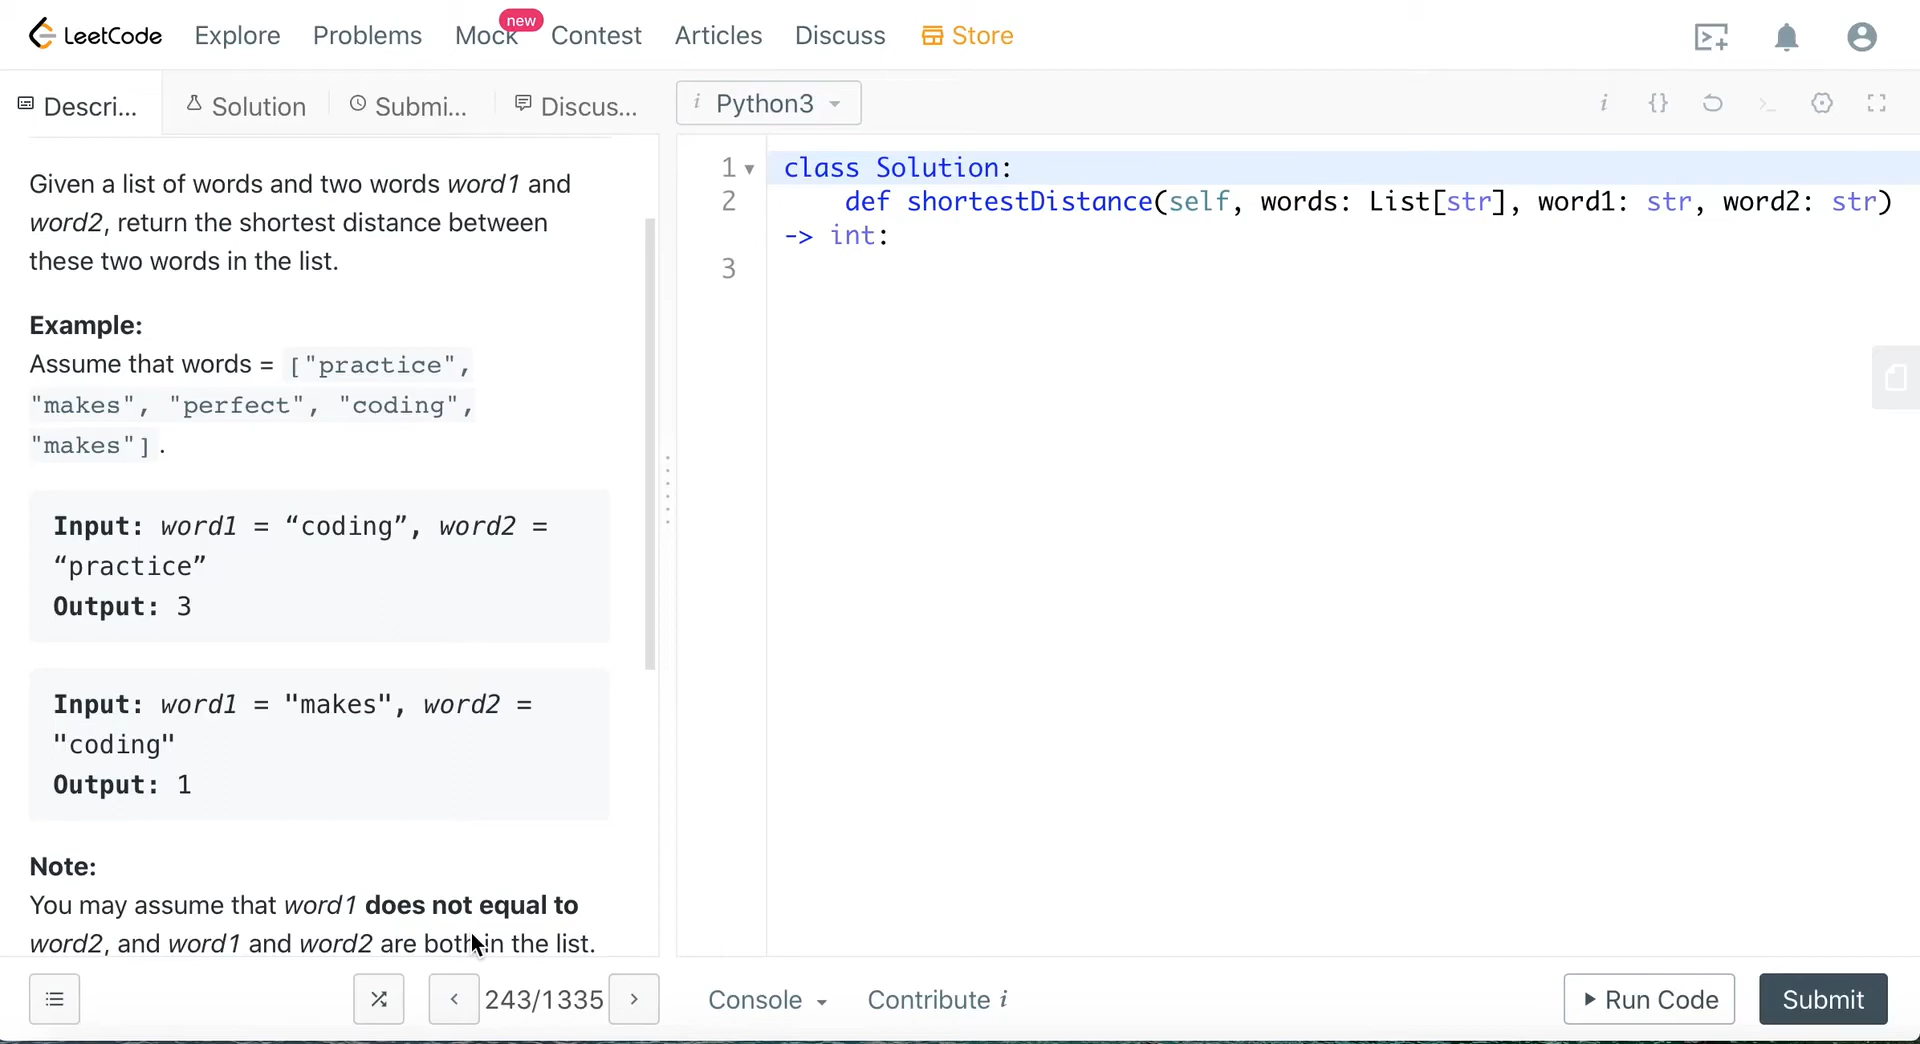 LeetCode Explore Problems Mock new Contest Articles Discuss Store
Descri... Solution Submi... Discus... i Python3 i {}
Given a list of words and two words word1 and
word2, return the shortest distance between
these two words in the list.
Example:
Assume that words = ["practice",
"makes", "perfect", "coding",
"makes"].
Input: word1 = “coding”, word2 =
“practice”
Output: 3
Input: word1 = "makes", word2 =
"coding"
Output: 1
Note:
You may assume that word1 does not equal to
word2, and word1 and word2 are both in the list.
1 class Solution:
2 def shortestDistance(self, words: List[str], word1: str, word2: str)
-> int:
3
243/1335 Console Contribute i Run Code Submit